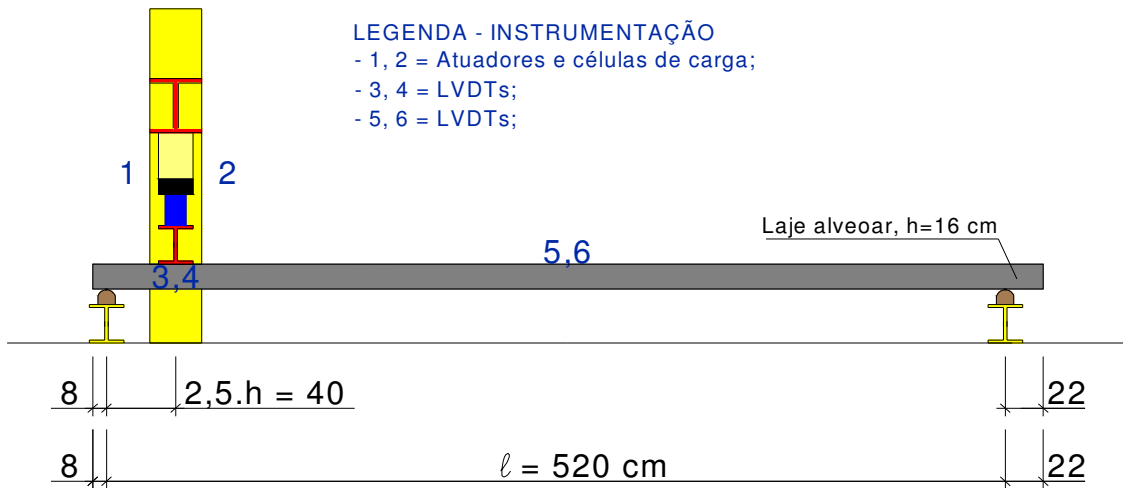 LEGENDA - INSTRUMENTAÇÃO
- 1, 2 = Atuadores e células de carga;
- 3, 4 = LVDTs;
- 5, 6 = LVDTs;
1
2
Laje alveoar, h=16 cm
5,6
3,4
8
2,5.h = 40
22
8
ℓ = 520 cm
22